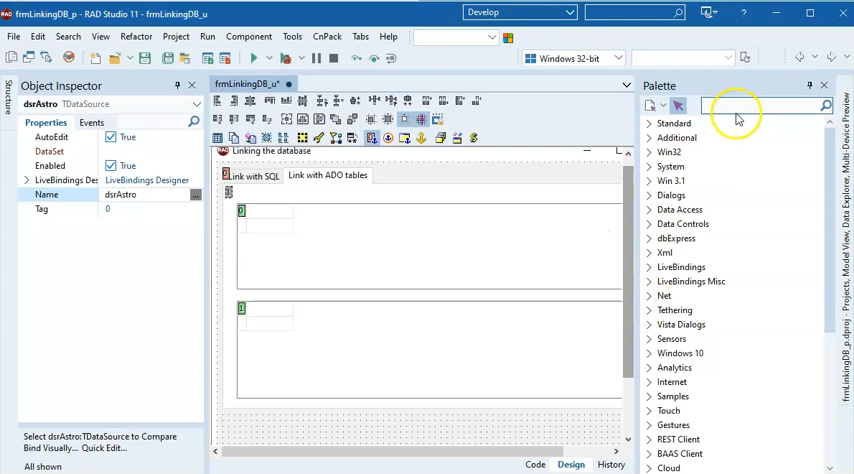 frmLinkingDB_p - RAD Studio 11 - frmLinkingDB_u
Develop
File Edit Search View Refactor Project Run Component CnPack Tabs Help
Windows 32-bit
Structure
Object Inspector
dsrAstro TDataSource
Properties Events
AutoEdit True
DataSet
Enabled True
LiveBindings Des LiveBindings Designer
Name dsrAstro
Tag 0
Select dsrAstro:TDataSource to Compare
Bind Visually... Quick Edit...
All shown
frmLinkingDB_u*
Linking the database
Link with SQL Link with ADO tables
0
1
Code Design History
Palette
Standard
Additional
Win32
System
Win 3.1
Dialogs
Data Access
Data Controls
dbExpress
Xml
LiveBindings
LiveBindings Misc
Net
Tethering
Vista Dialogs
Sensors
Windows 10
Analytics
Internet
Samples
Touch
Gestures
REST Client
BAAS Client
Cloud
frmLinkingDB_p.dproj - Projects, Model View, Data Explorer, Multi-Device Preview